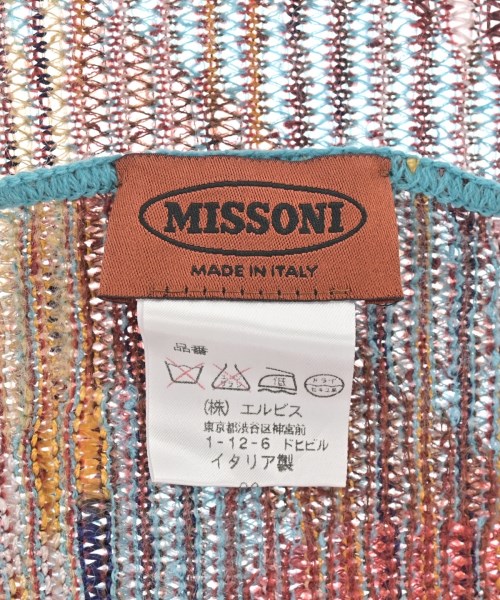 MISSONI
MADE IN ITALY
品番
(株) エルビス
東京都渋谷区神宮前
1-12-6 ドヒビル
イタリア製